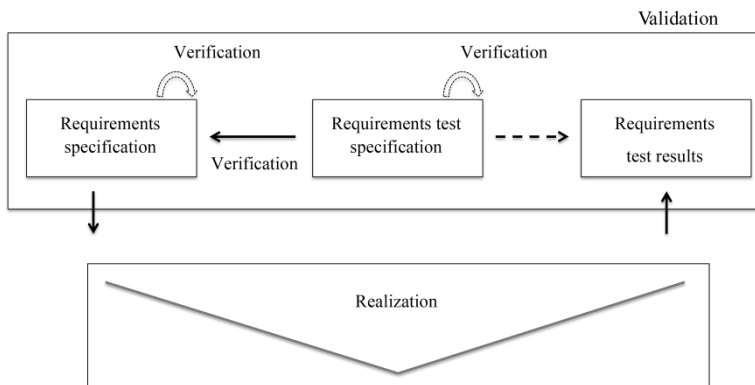 Validation
Verification
Verification
Requirements
specification
Verification
Requirements test
specification
Requirements
test results
Realization